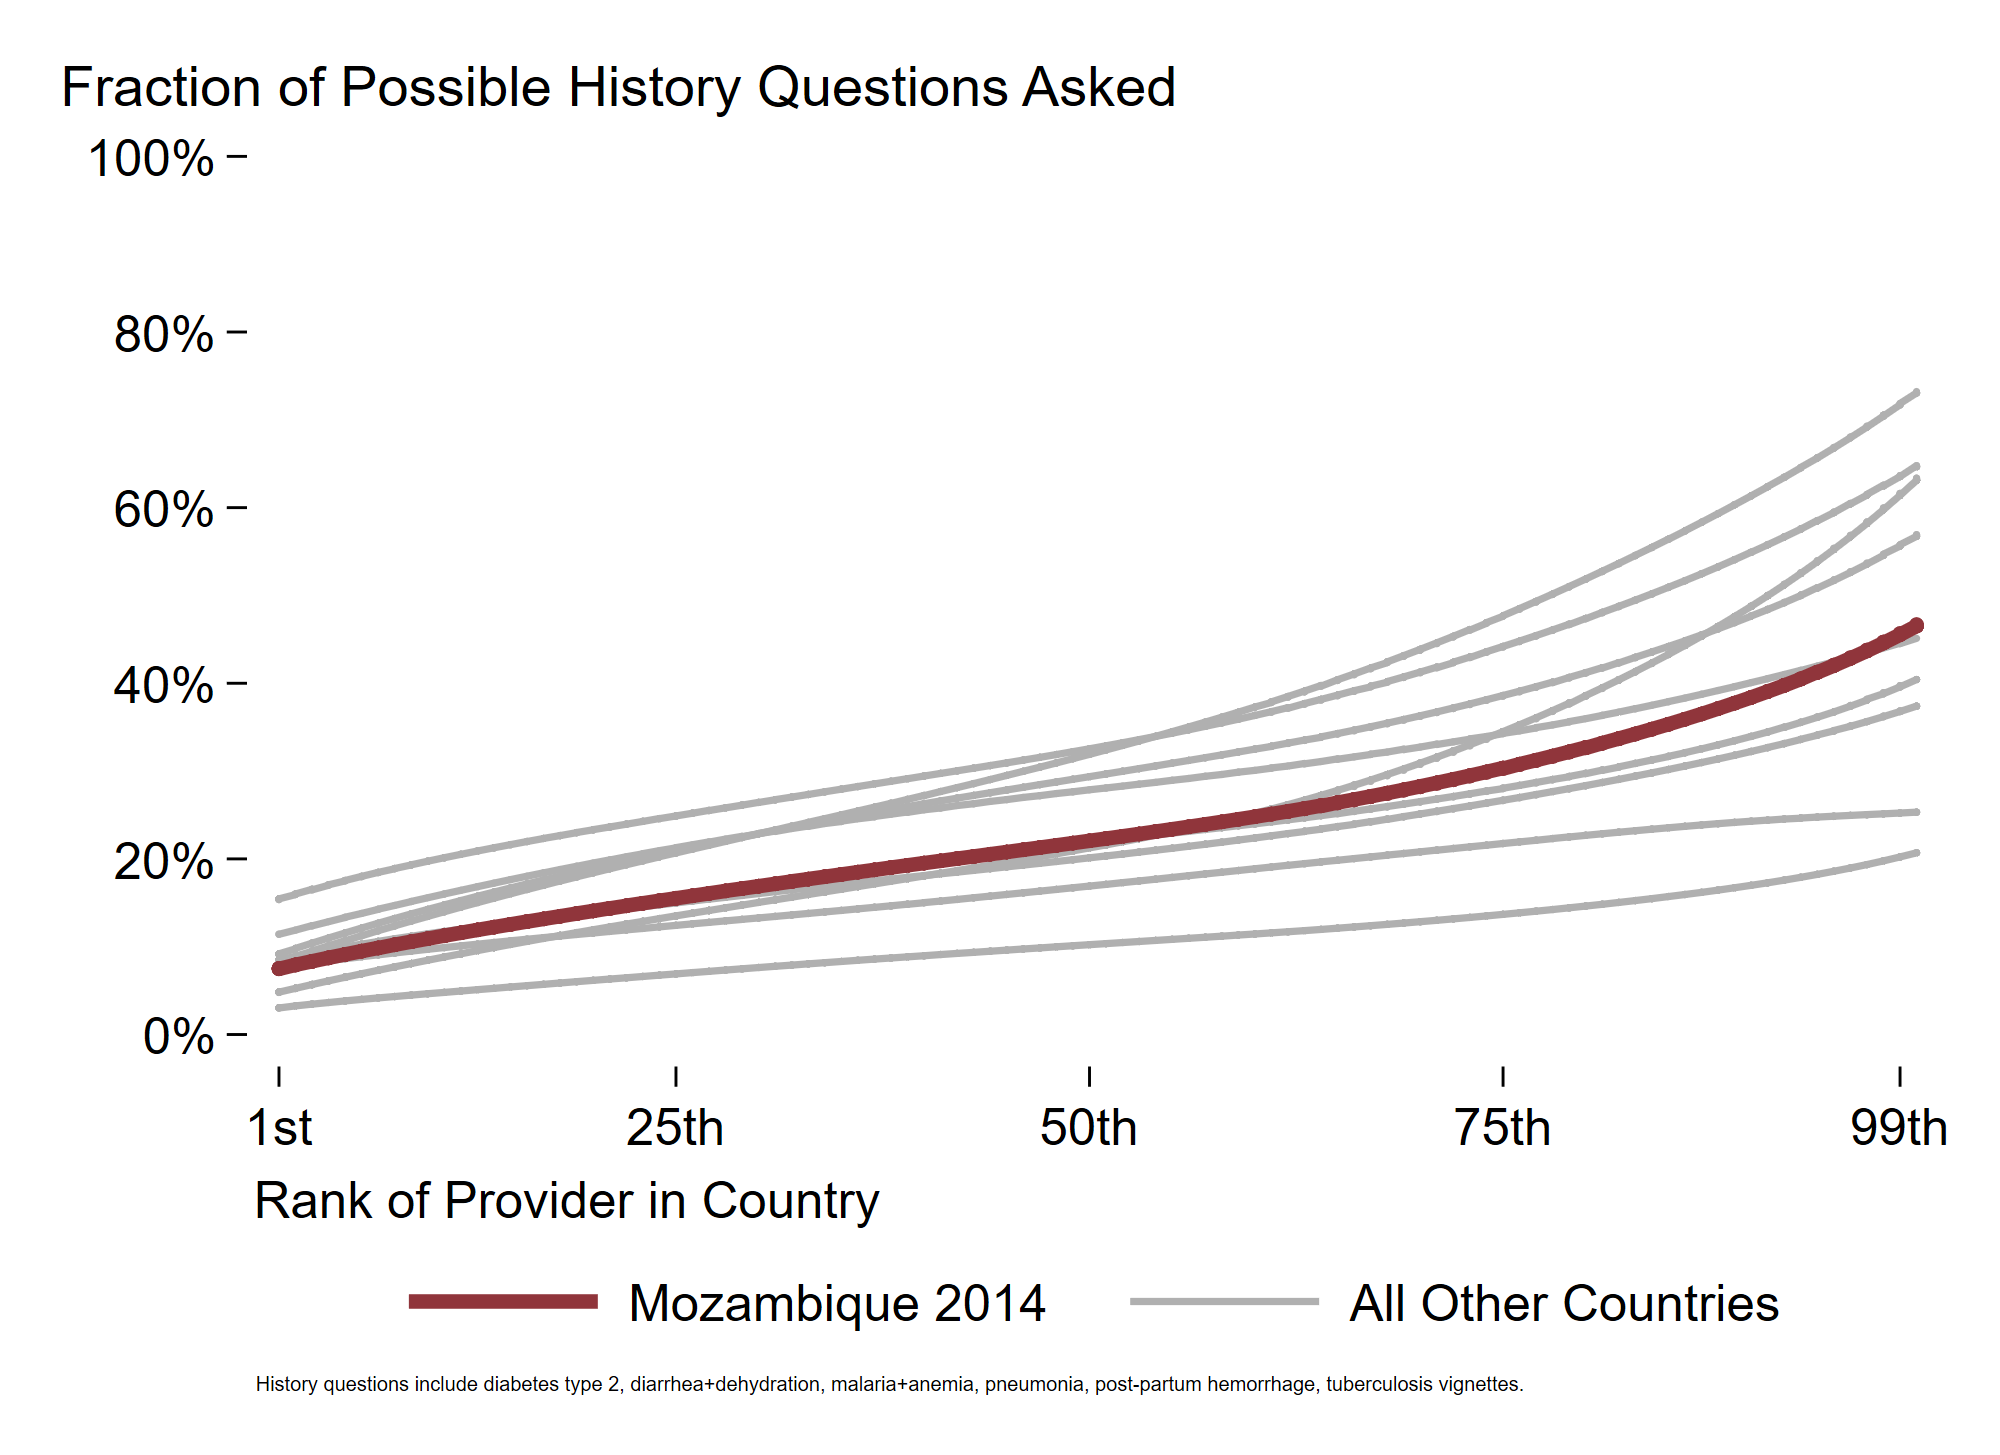 Fraction of Possible History Questions Asked
100%
80%
60%
40%
20%
0%
1st 25th 50th 75th 99th
Rank of Provider in Country
Mozambique 2014 All Other Countries
History questions include diabetes type 2, diarrhea+dehydration, malaria+anemia, pneumonia, post-partum hemorrhage, tuberculosis vignettes.